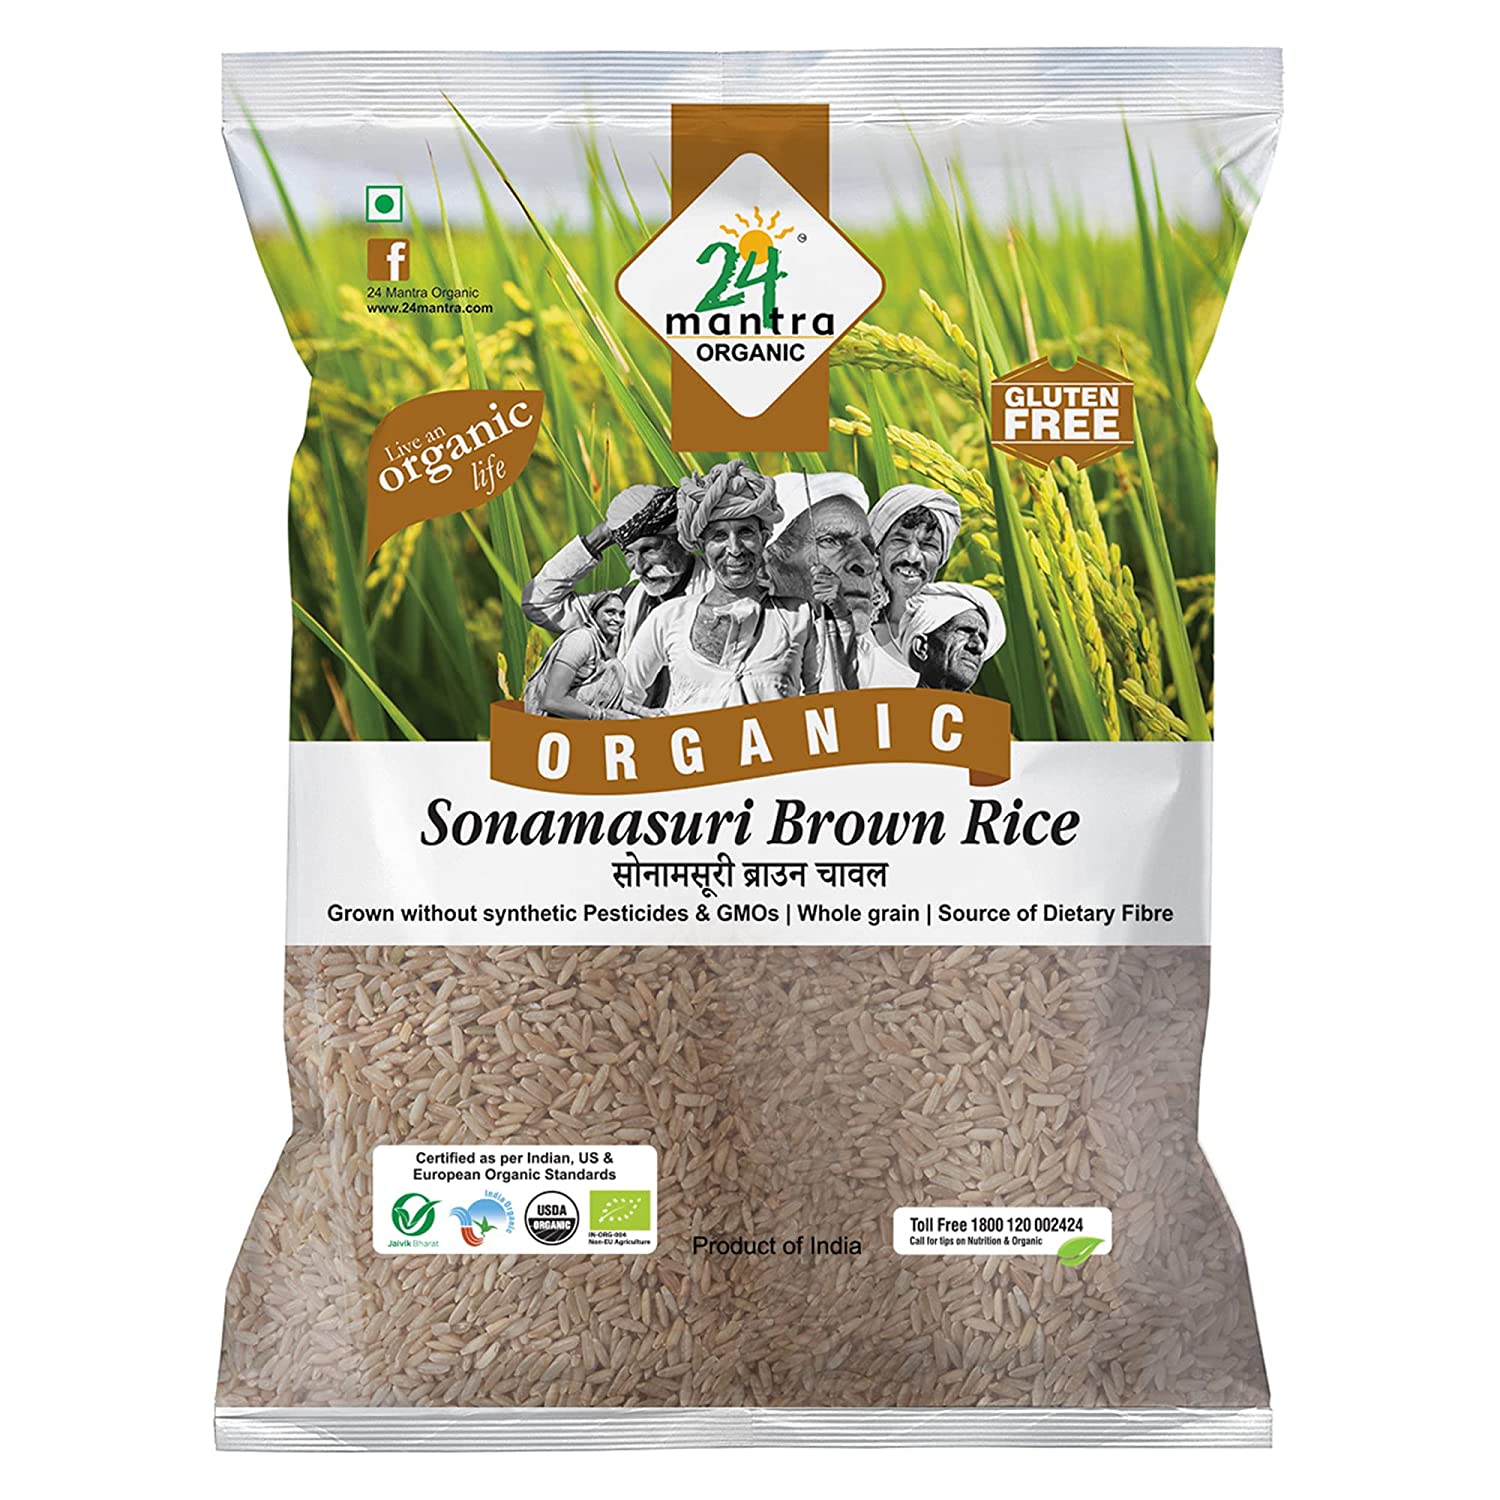 24
mantra
ORGANIC
f
24 Mantra Organic
www.24mantra.com
GLUTEN
FREE
Live an
organic
life
ORGANIC
Sonamasuri Brown Rice
सोनामसूरी ब्राउन चावल
Grown without synthetic Pesticides & GMOs | Whole grain | Source of Dietary Fibre
Certified as per Indian, US &
European Organic Standards
Jaivik Bharat
India Organic
USDA
ORGANIC
IN-ORG-004
Non-EU Agriculture
Product of India
Toll Free 1800 120 002424
Call for tips on Nutrition & Organic